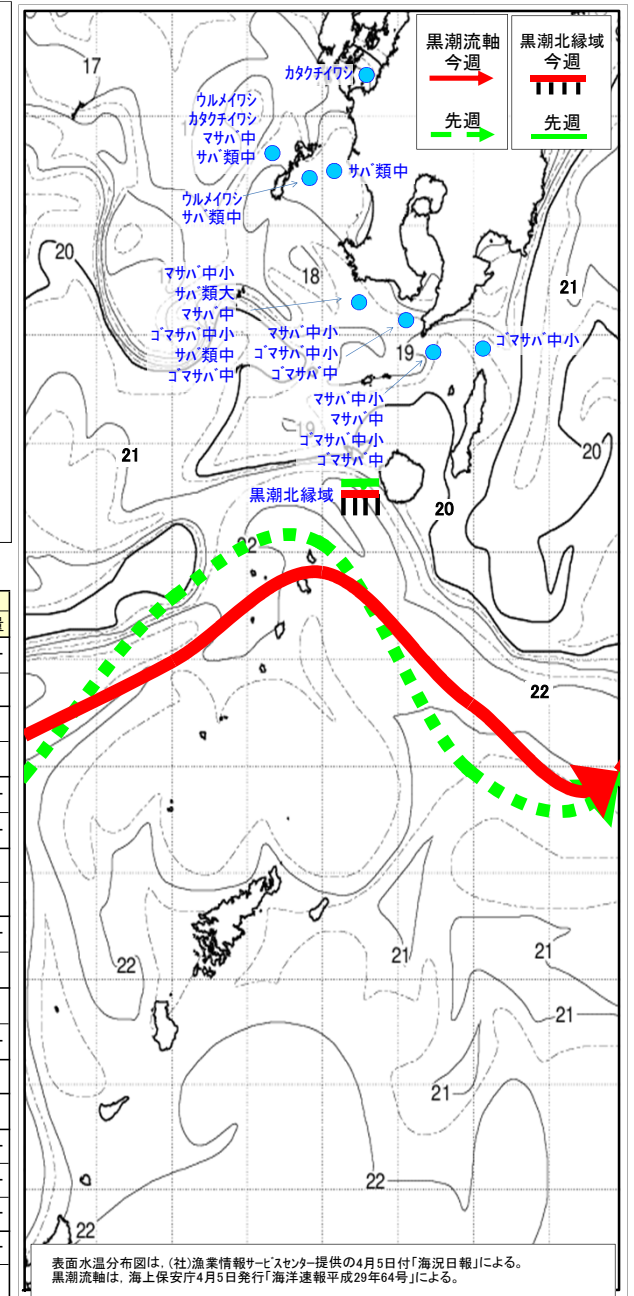 黒潮流軸
今週
先週
黒潮北縁域
今週
先週
17
カタクチイワシ
ウルメイワシ
カタクチイワシ
マサバ中
サバ類中
サバ類中
ウルメイワシ
サバ類中
20
18
21
マサバ中小
サバ類大
マサバ中
ゴマサバ中小
サバ類中
ゴマサバ中
マサバ中小
ゴマサバ中小
ゴマサバ中
ゴマサバ中小
19
マサバ中小
マサバ中
ゴマサバ中小
ゴマサバ中
19
21
20
黒潮北縁域
20
22
22
22
21
21
21
21
22
22
表面水温分布図は，(社)漁業情報サービスセンター提供の4月5日付「海況日報」による。
黒潮流軸は，海上保安庁4月5日発行「海洋速報平成29年64号」による。